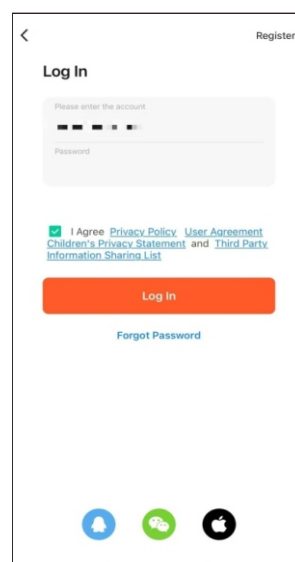 Register
Log In
Please enter the account
Password
I Agree Privacy Policy User Agreement
Children's Privacy Statement and Third Party
Information Sharing List
Log In
Forgot Password